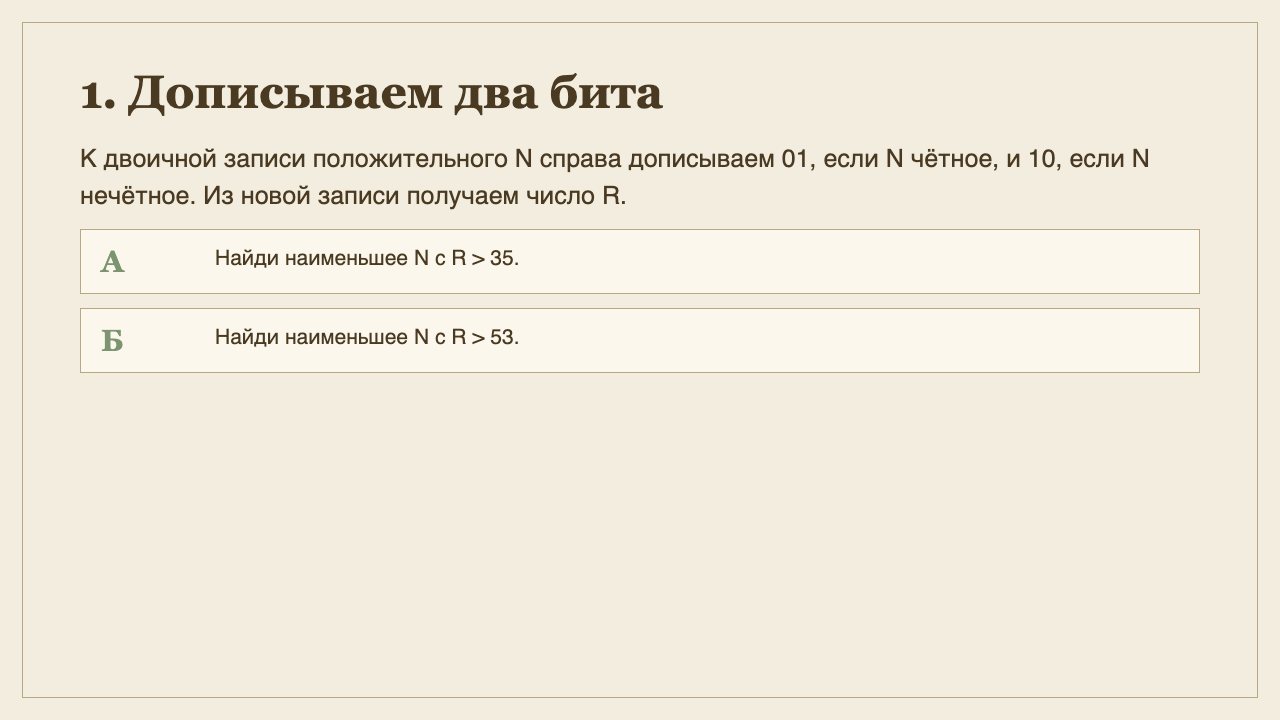 1. Дописываем два бита
К двоичной записи положительного N справа дописываем 01, если N чётное, и 10, если N
нечётное. Из новой записи получаем число R.
А Найди наименьшее N с R > 35.
Б Найди наименьшее N с R > 53.